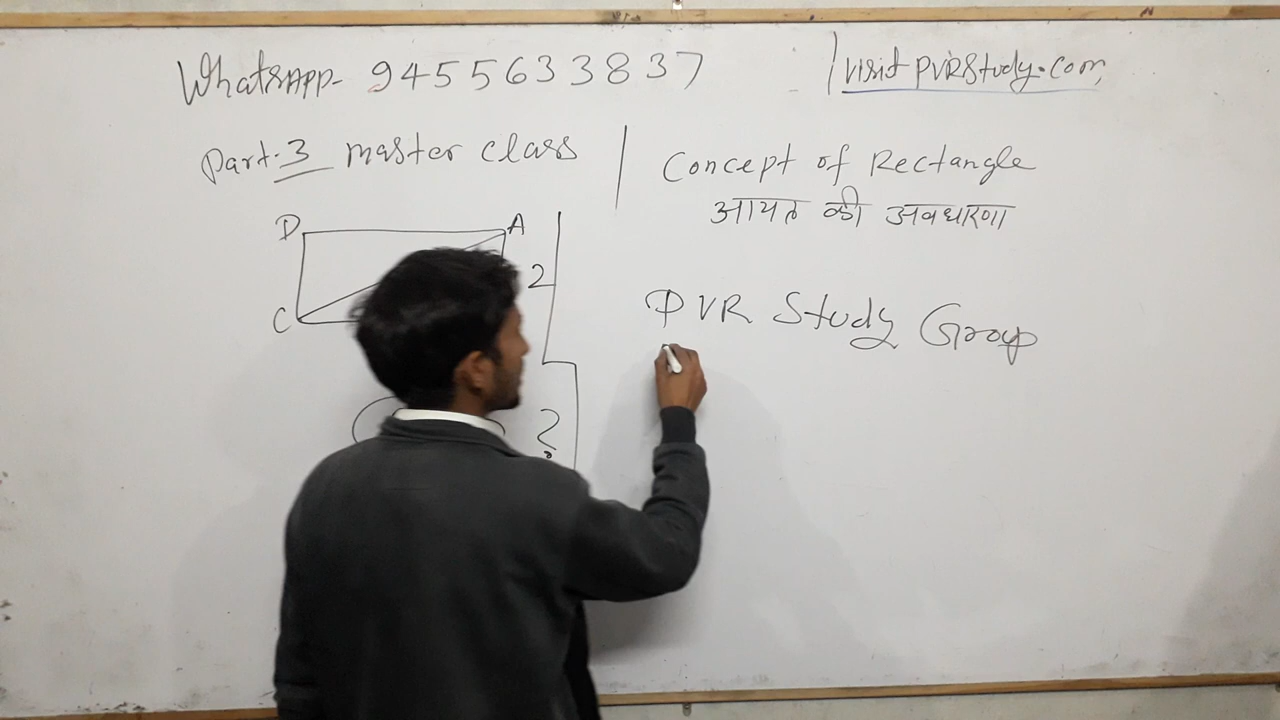 WhatsAPP- 9455633837
visit PVRStudy.com
Part-3 master class
Concept of Rectangle
आयत की अवधारणा
D A
2
C
PVR Study Group
?